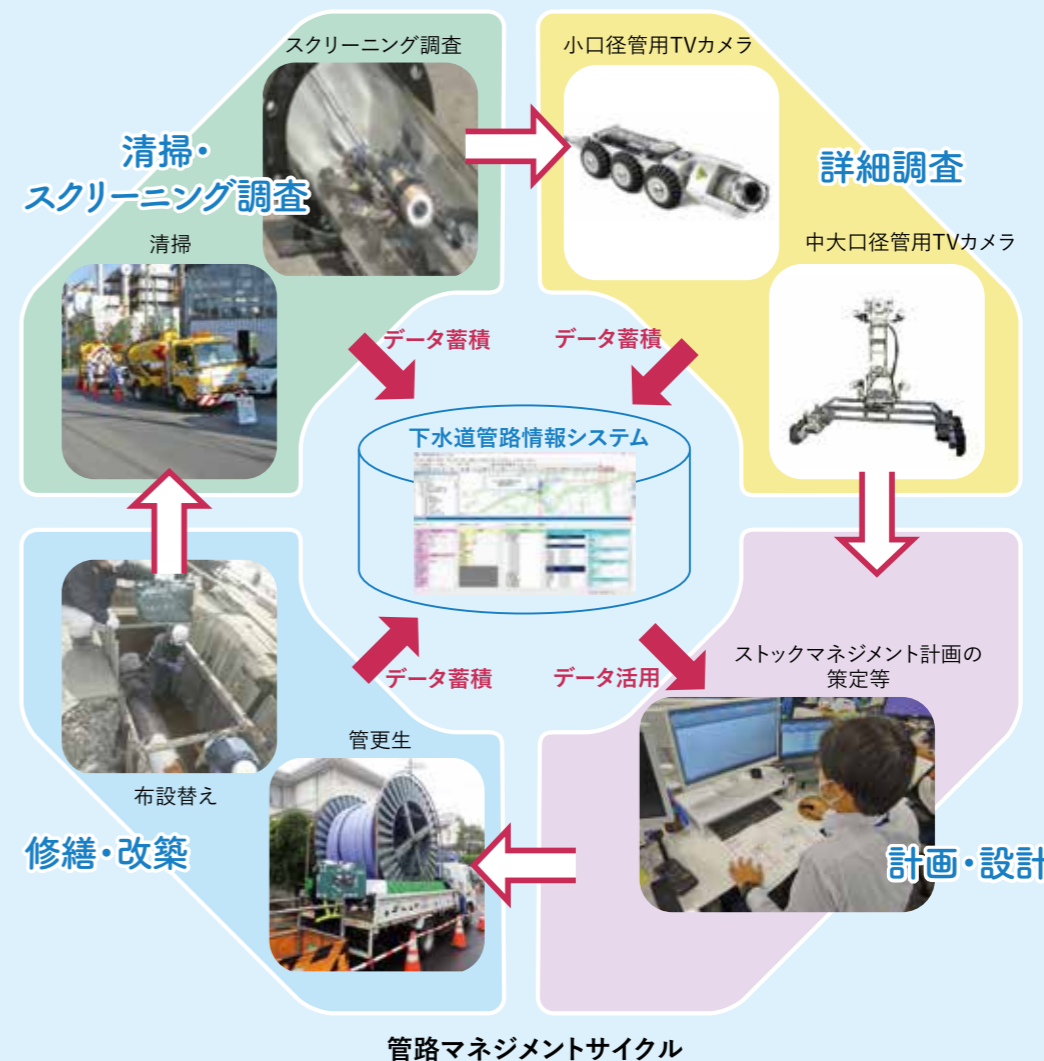 スクリーニング調査
清掃・
スクリーニング調査
清掃
小口径管用TVカメラ
詳細調査
中大口径管用TVカメラ
データ蓄積
データ蓄積
下水道管路情報システム
データ蓄積
データ活用
ストックマネジメント計画の
策定等
計画・設計
管更生
布設替え
修繕・改築
管路マネジメントサイクル